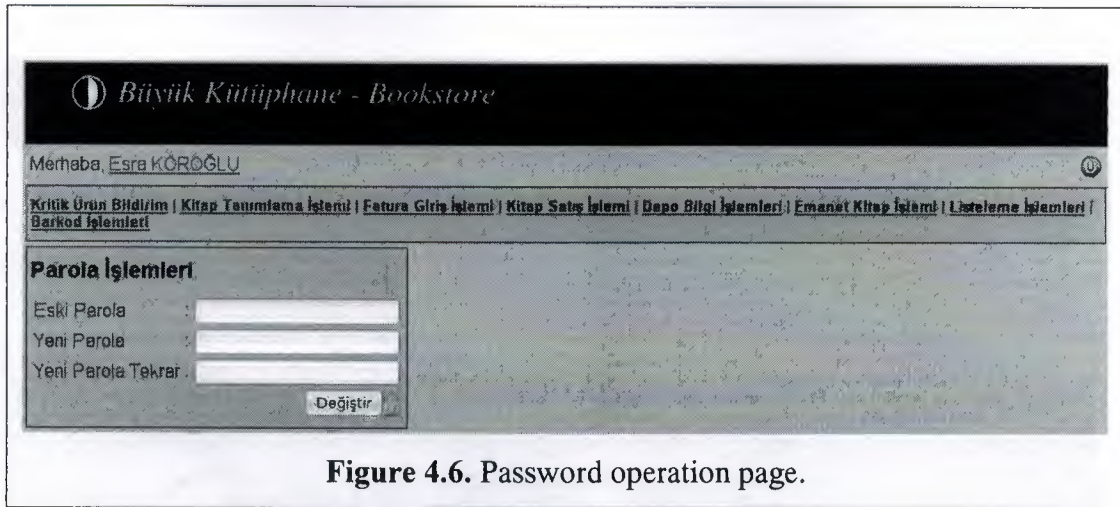 Büyük Kütüphane - Bookstore
Merhaba, Esra KÖROĞLU
Kritik Ürün Bildirim | Kitap Tanımlama İşlemi | Fatura Giriş İşlemi | Kitap Satış İşlemi | Depo Bilgi İşlemleri | Emanet Kitap İşlemi | Listeleme İşlemleri |
Barkod İşlemleri
Parola İşlemleri
Eski Parola :
Yeni Parola :
Yeni Parola Tekrar :
Değiştir
Figure 4.6. Password operation page.